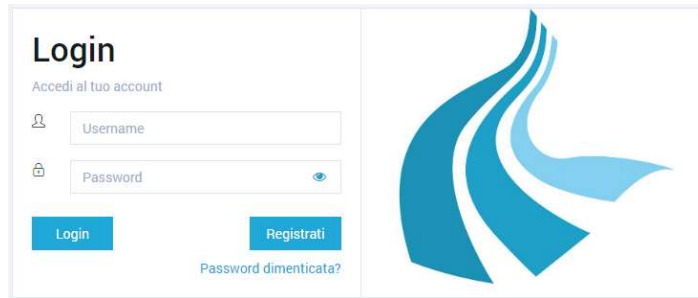 Login
Accedi al tuo account
Username
Password
Login Registrati
Password dimenticata?